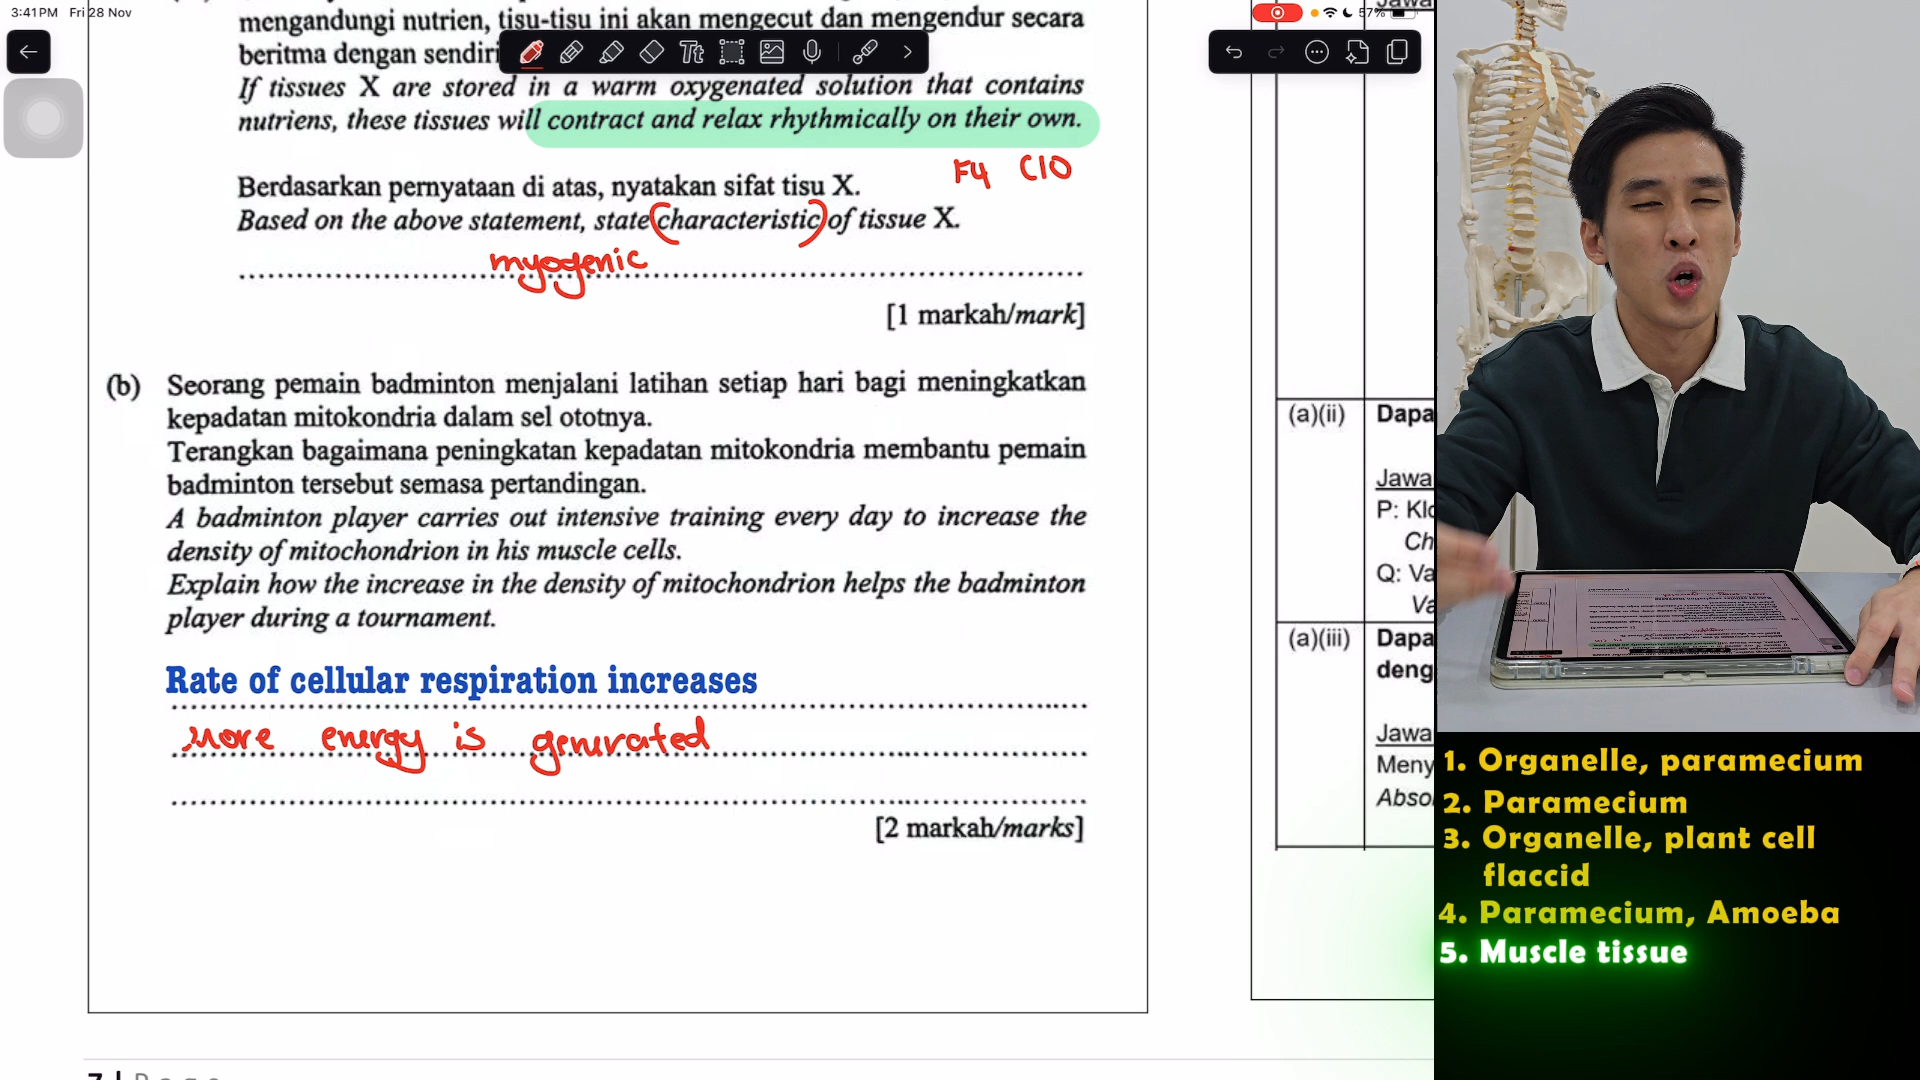 3:41 PM Fri 28 Nov
57%
mengandungi nutrien, tisu-tisu ini akan mengecut dan mengendur secara
beritma dengan sendiri
If tissues X are stored in a warm oxygenated solution that contains
nutriens, these tissues will contract and relax rhythmically on their own.
F4 C10
Berdasarkan pernyataan di atas, nyatakan sifat tisu X.
Based on the above statement, state (characteristic) of tissue X.
myogenic
[1 markah/mark]
(b) Seorang pemain badminton menjalani latihan setiap hari bagi meningkatkan
kepadatan mitokondria dalam sel ototnya.
Terangkan bagaimana peningkatan kepadatan mitokondria membantu pemain
badminton tersebut semasa pertandingan.
A badminton player carries out intensive training every day to increase the
density of mitochondrion in his muscle cells.
Explain how the increase in the density of mitochondrion helps the badminton
player during a tournament.
Rate of cellular respiration increases
More energy is generated
[2 markah/marks]
7 | Page
Jawa
(a)(ii) Dapa
Jawa
P: Klo
Ch
Q: Va
Va
(a)(iii) Dapa
deng
Jawa
Meny
Abso
1. Organelle, paramecium
2. Paramecium
3. Organelle, plant cell
flaccid
4. Paramecium, Amoeba
5. Muscle tissue